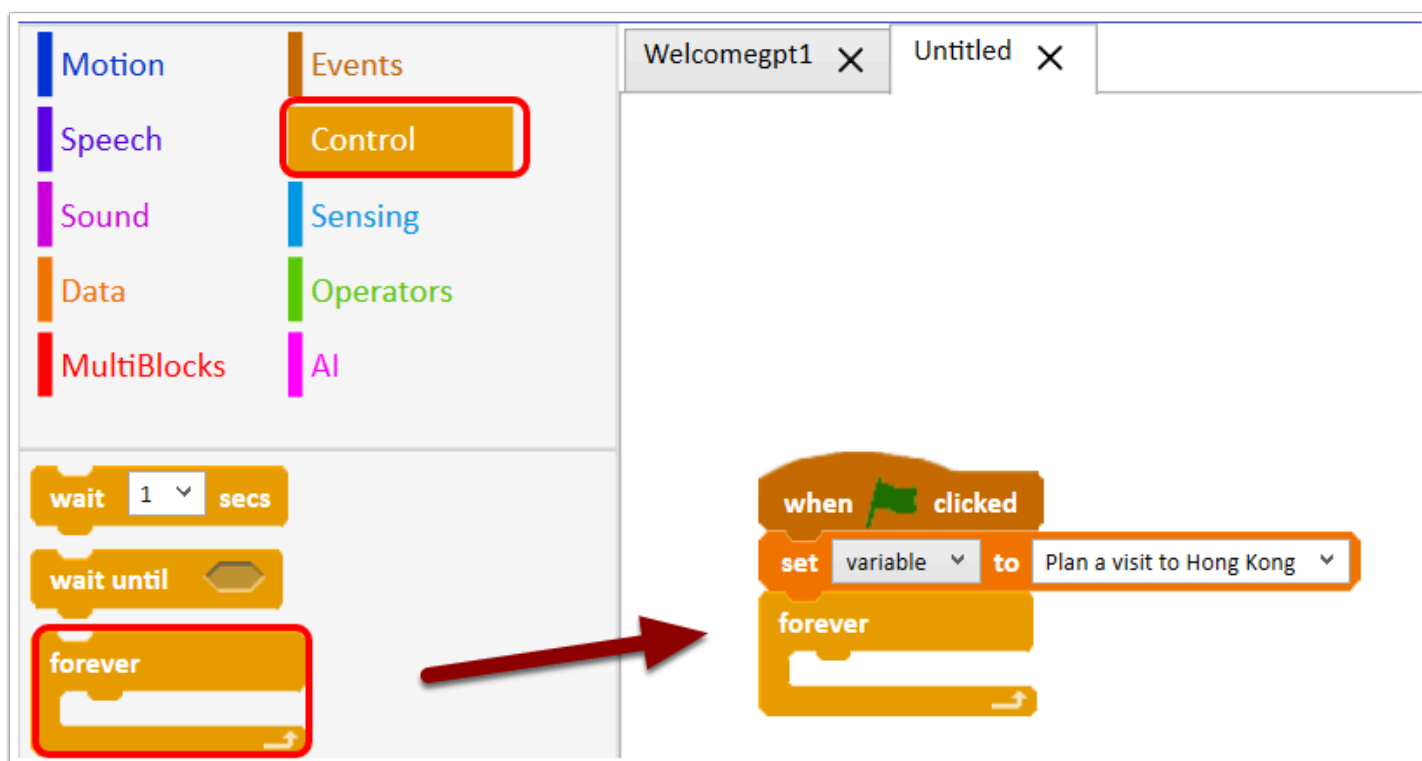 Motion
Events
Speech
Control
Sound
Sensing
Data
Operators
MultiBlocks
AI
Welcomegpt1
Untitled
wait 1 secs
wait until
forever
when clicked
set variable to Plan a visit to Hong Kong
forever